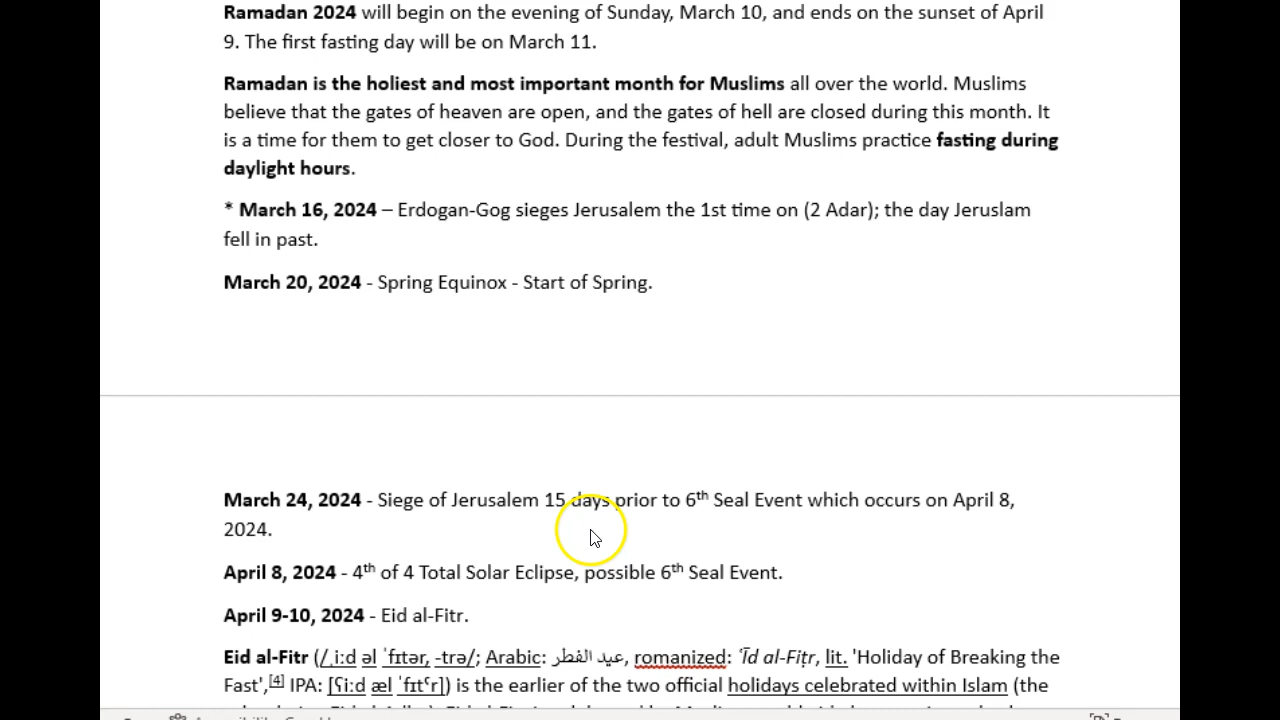 Ramadan 2024 will begin on the evening of Sunday, March 10, and ends on the sunset of April
9. The first fasting day will be on March 11.
Ramadan is the holiest and most important month for Muslims all over the world. Muslims
believe that the gates of heaven are open, and the gates of hell are closed during this month. It
is a time for them to get closer to God. During the festival, adult Muslims practice fasting during
daylight hours.
* March 16, 2024 – Erdogan-Gog sieges Jerusalem the 1st time on (2 Adar); the day Jeruslam
fell in past.
March 20, 2024 - Spring Equinox - Start of Spring.
March 24, 2024 - Siege of Jerusalem 15 days prior to 6th Seal Event which occurs on April 8,
2024.
April 8, 2024 - 4th of 4 Total Solar Eclipse, possible 6th Seal Event.
April 9-10, 2024 - Eid al-Fitr.
Eid al-Fitr (/ˌiːd əl ˈfɪtər, -trə/; Arabic: عيد الفطر, romanized: ʿĪd al-Fiṭr, lit. 'Holiday of Breaking the
Fast',[4] IPA: [ʕiːd æl ˈfɪtˤr]) is the earlier of the two official holidays celebrated within Islam (the